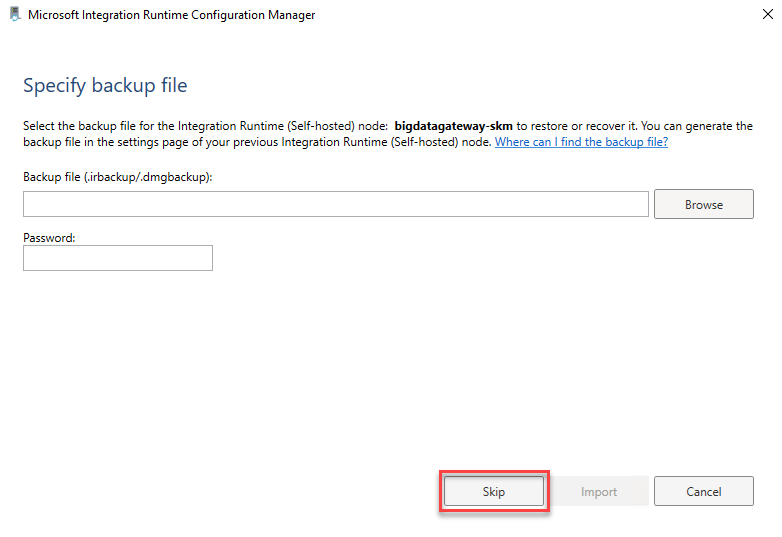 Microsoft Integration Runtime Configuration Manager
Specify backup file
Select the backup file for the Integration Runtime (Self-hosted) node: bigdatagateway-skm to restore or recover it. You can generate the
backup file in the settings page of your previous Integration Runtime (Self-hosted) node. Where can I find the backup file?
Backup file (.irbackup/.dmgbackup):
Browse
Password:
Skip Import Cancel